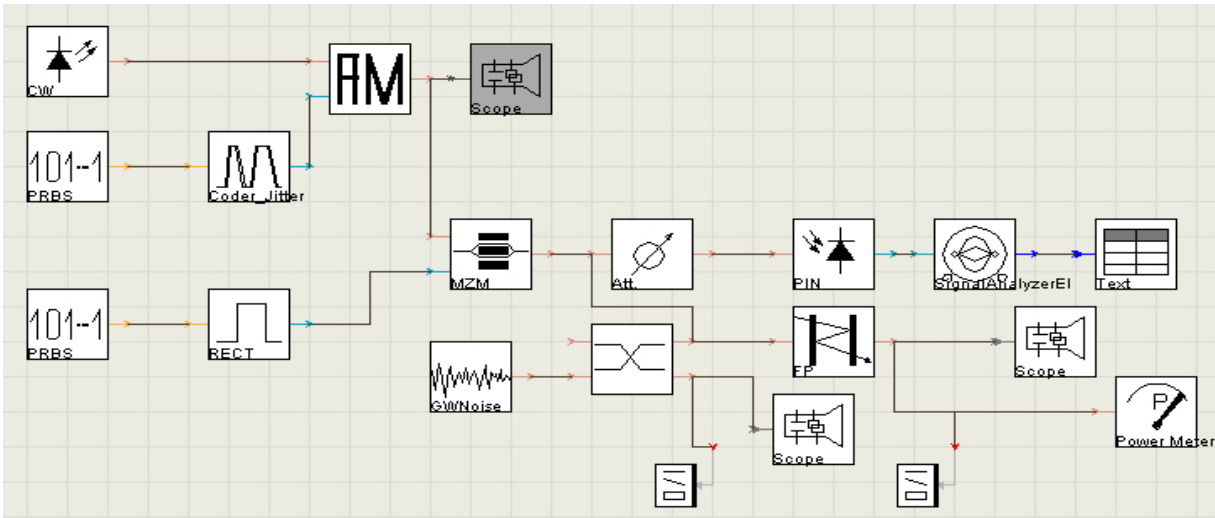 CW
AM
Scope
101--1
PRBS
Coder_Jitter
MZM
Att.
PIN
SignalAnalyzerEl
Text
101--1
PRBS
RECT
GWNoise
FP
Scope
Scope
P
Power Meter